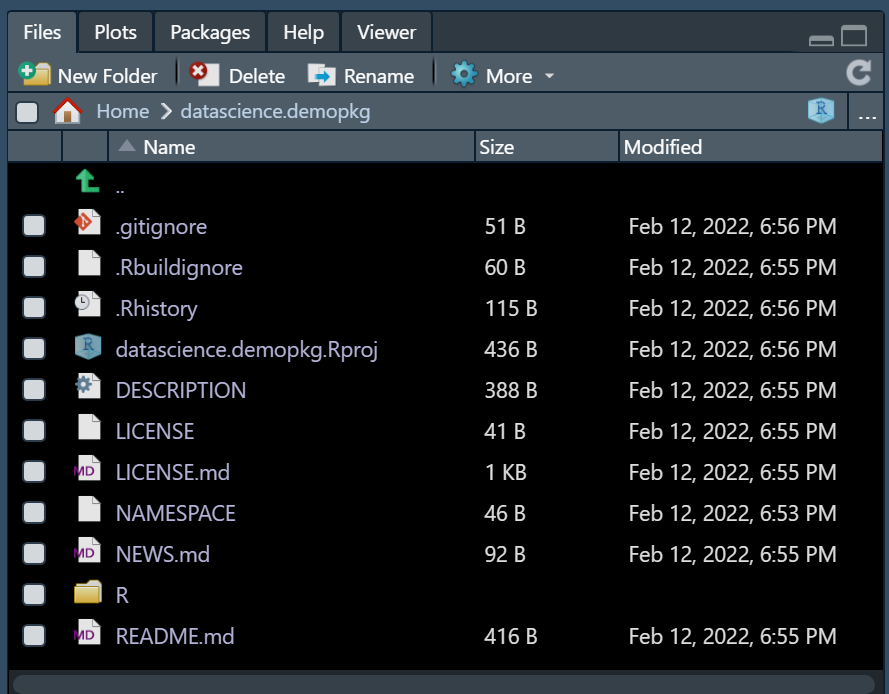 Files Plots Packages Help Viewer
New Folder Delete Rename More
Home datascience.demopkg R ...
Name Size Modified
..
.gitignore 51 B Feb 12, 2022, 6:56 PM
.Rbuildignore 60 B Feb 12, 2022, 6:55 PM
.Rhistory 115 B Feb 12, 2022, 6:56 PM
R datascience.demopkg.Rproj 436 B Feb 12, 2022, 6:56 PM
DESCRIPTION 388 B Feb 12, 2022, 6:55 PM
LICENSE 41 B Feb 12, 2022, 6:55 PM
MD LICENSE.md 1 KB Feb 12, 2022, 6:55 PM
NAMESPACE 46 B Feb 12, 2022, 6:53 PM
MD NEWS.md 92 B Feb 12, 2022, 6:55 PM
R
MD README.md 416 B Feb 12, 2022, 6:55 PM